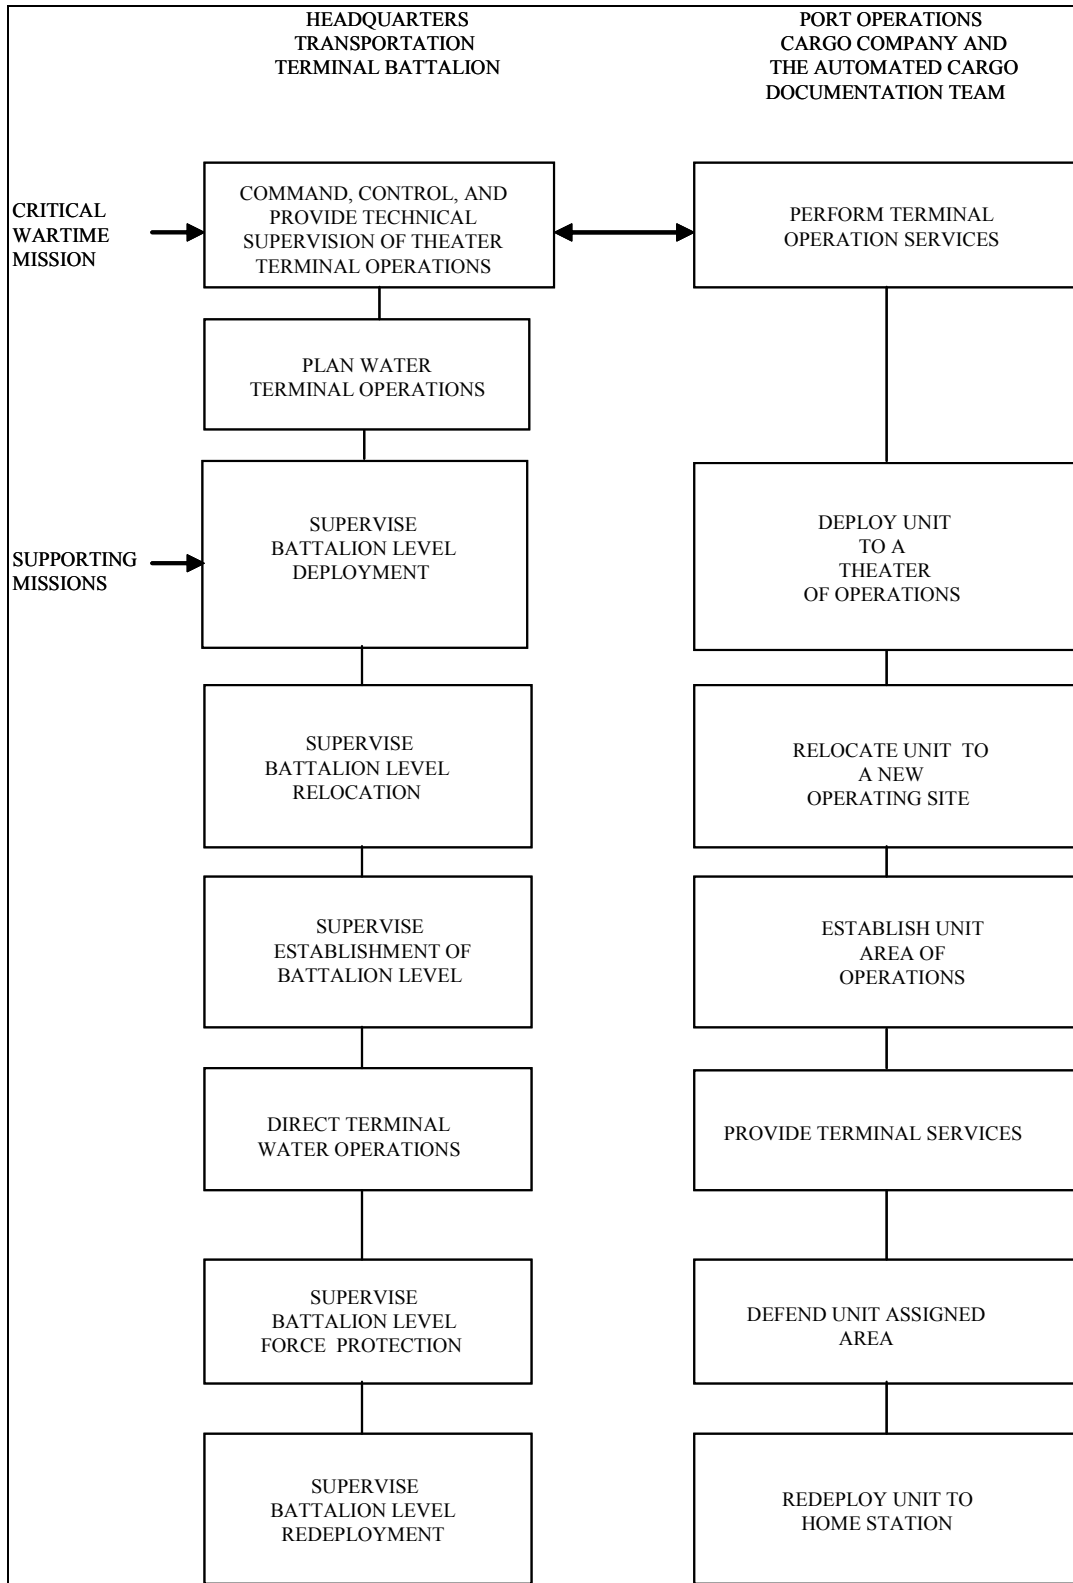 HEADQUARTERS
TRANSPORTATION
TERMINAL BATTALION
PORT OPERATIONS
CARGO COMPANY AND
THE AUTOMATED CARGO
DOCUMENTATION TEAM
CRITICAL
WARTIME
MISSION
COMMAND, CONTROL, AND
PROVIDE TECHNICAL
SUPERVISION OF THEATER
TERMINAL OPERATIONS
PERFORM TERMINAL
OPERATION SERVICES
PLAN WATER
TERMINAL OPERATIONS
SUPPORTING
MISSIONS
SUPERVISE
BATTALION LEVEL
DEPLOYMENT
DEPLOY UNIT
TO A
THEATER
OF OPERATIONS
SUPERVISE
BATTALION LEVEL
RELOCATION
RELOCATE UNIT TO
A NEW
OPERATING SITE
SUPERVISE
ESTABLISHMENT OF
BATTALION LEVEL
ESTABLISH UNIT
AREA OF
OPERATIONS
DIRECT TERMINAL
WATER OPERATIONS
PROVIDE TERMINAL SERVICES
SUPERVISE
BATTALION LEVEL
FORCE PROTECTION
DEFEND UNIT ASSIGNED
AREA
SUPERVISE
BATTALION LEVEL
REDEPLOYMENT
REDEPLOY UNIT TO
HOME STATION